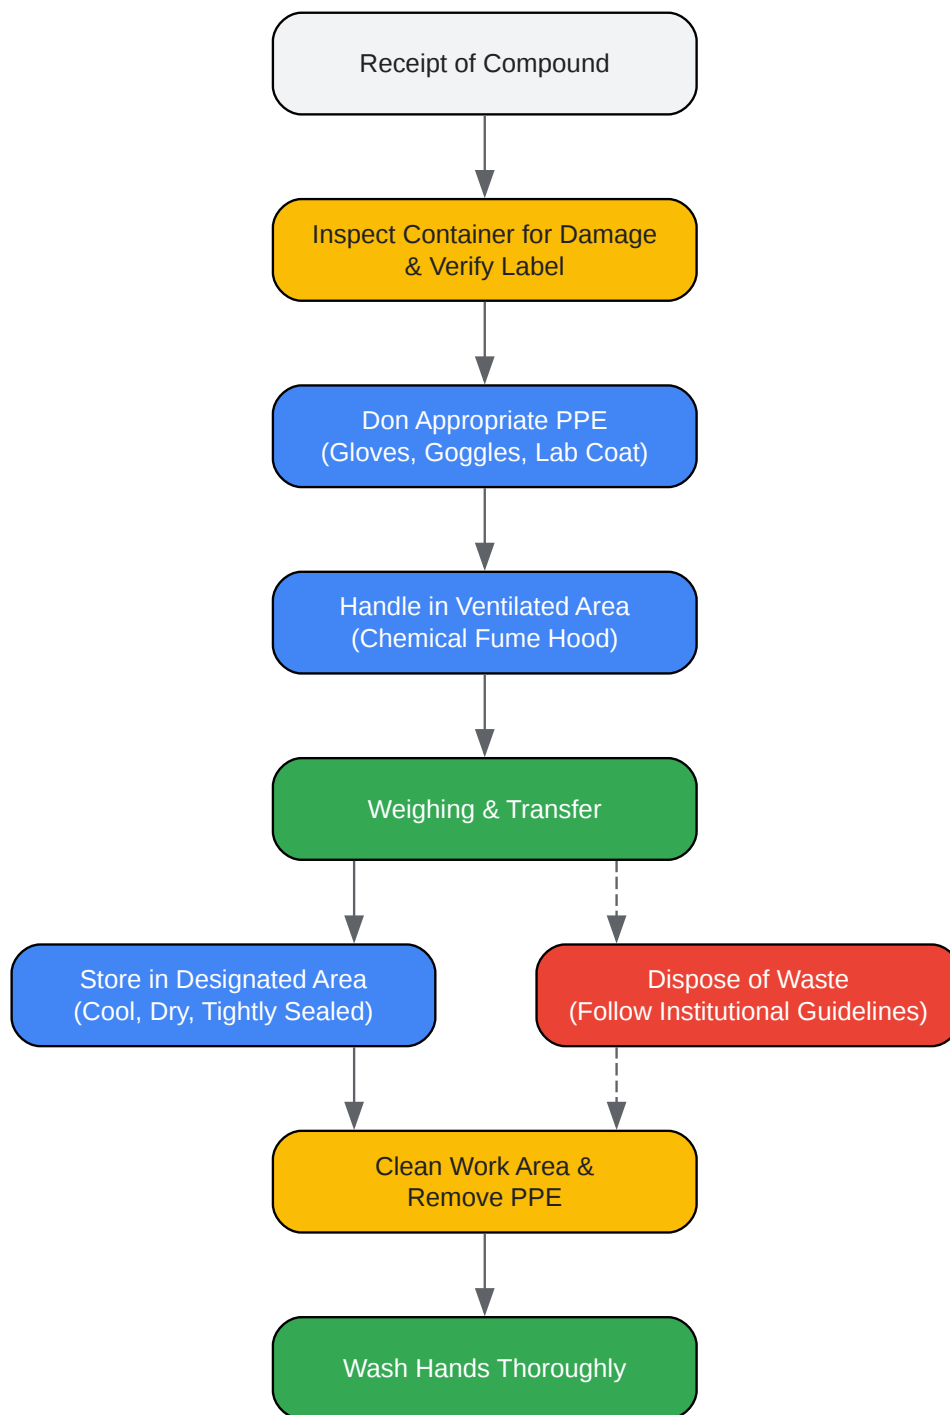 Receipt of Compound
Inspect Container for Damage
& Verify Label
Don Appropriate PPE
(Gloves, Goggles, Lab Coat)
Handle in Ventilated Area
(Chemical Fume Hood)
Weighing & Transfer
Store in Designated Area
(Cool, Dry, Tightly Sealed)
Dispose of Waste
(Follow Institutional Guidelines)
Clean Work Area &
Remove PPE
Wash Hands Thoroughly